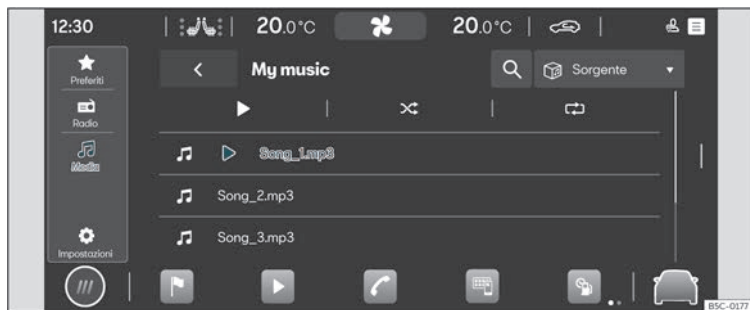 12:30
20.0°C
20.0°C
Preferiti
My music
Sorgente
Radio
Media
Song_1.mp3
Song_2.mp3
Song_3.mp3
Impostazioni
B5C-0177